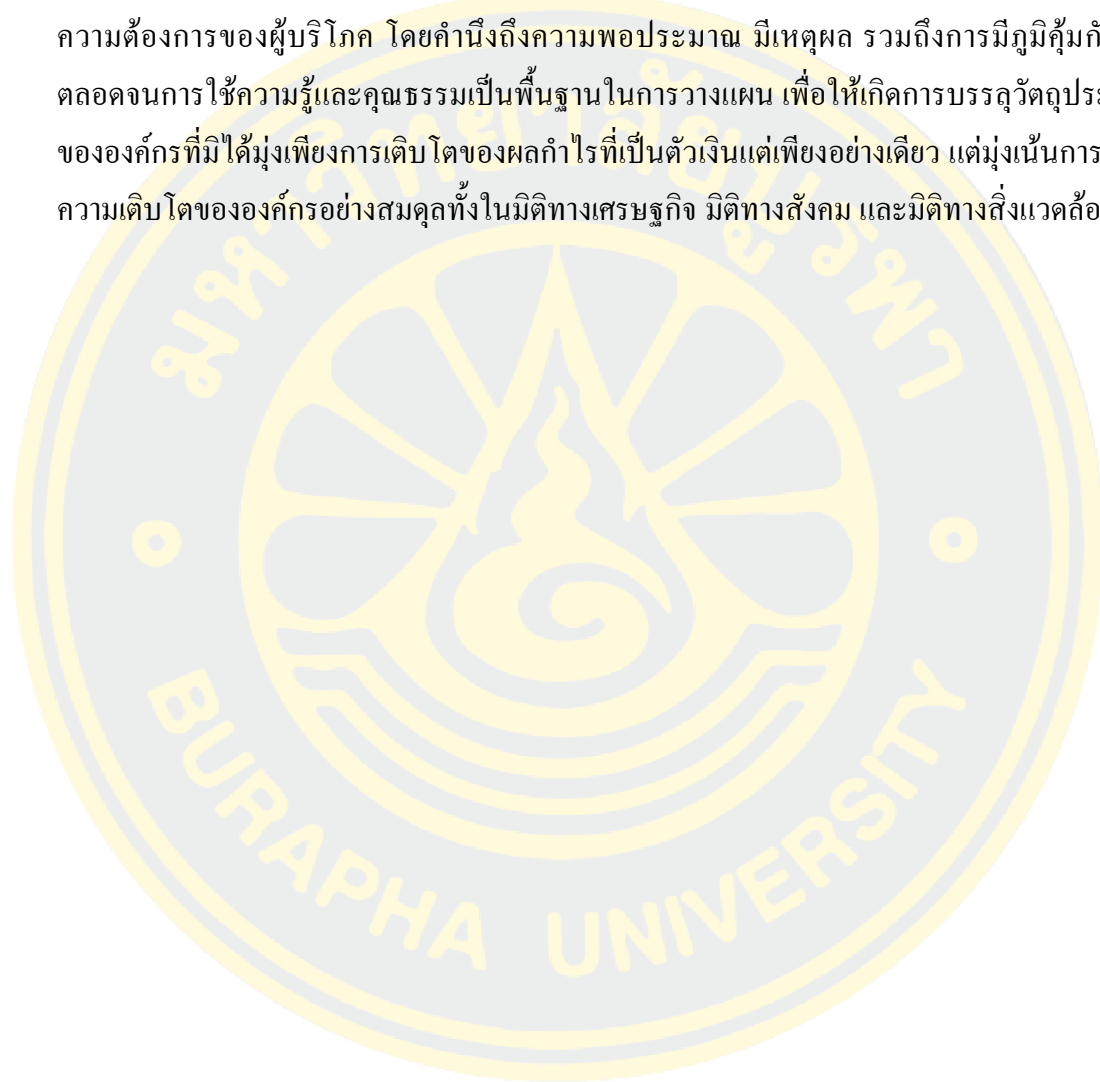 ความต้องการของผู้บริโภค โดยคำนึงถึงความพอประมาณ มีเหตุผล รวมถึงการมีภูมิคุ้มกั
ตลอดจนการใช้ความรู้และคุณธรรมเป็นพื้นฐานในการวางแผน เพื่อให้เกิดการบรรลุวัตถุประ
ขององค์กรที่มิได้มุ่งเพียงการเติบโตของผลกำไรที่เป็นตัวเงินแต่เพียงอย่างเดียว แต่มุ่งเน้นการ
ความเติบโตขององค์กรอย่างสมดุลทั้งในมิติทางเศรษฐกิจ มิติทางสังคม และมิติทางสิ่งแวดล้อ
มหาวิทยาลัยบูรพา
BURAPHA UNIVERSITY